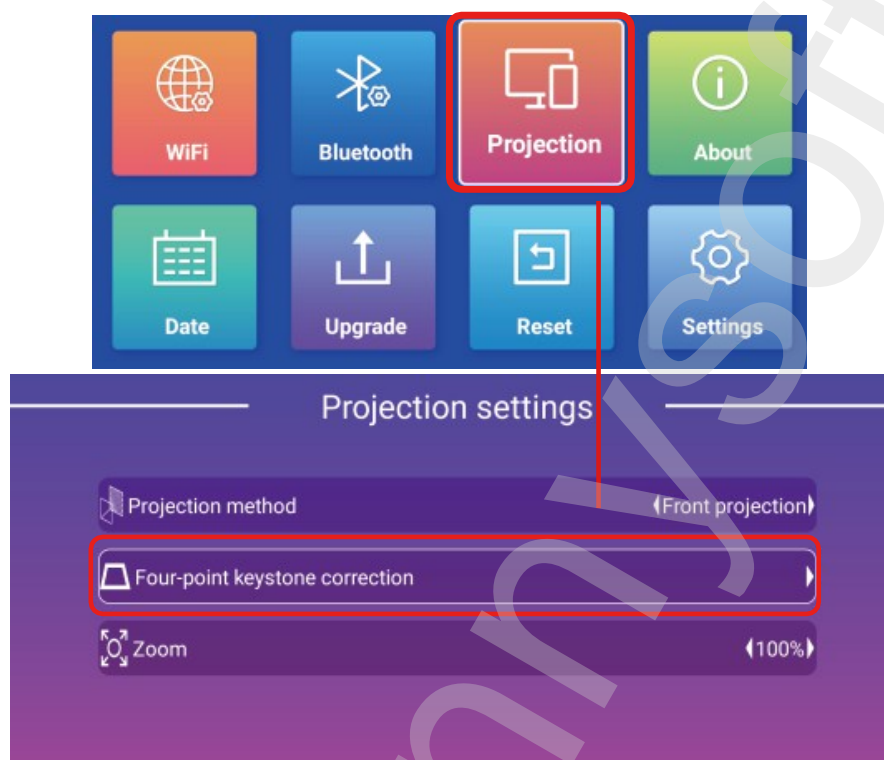 WiFi
Bluetooth
Projection
About
Date
Upgrade
Reset
Settings
Projection settings
Projection method
Front projection
Four-point keystone correction
Zoom
100%